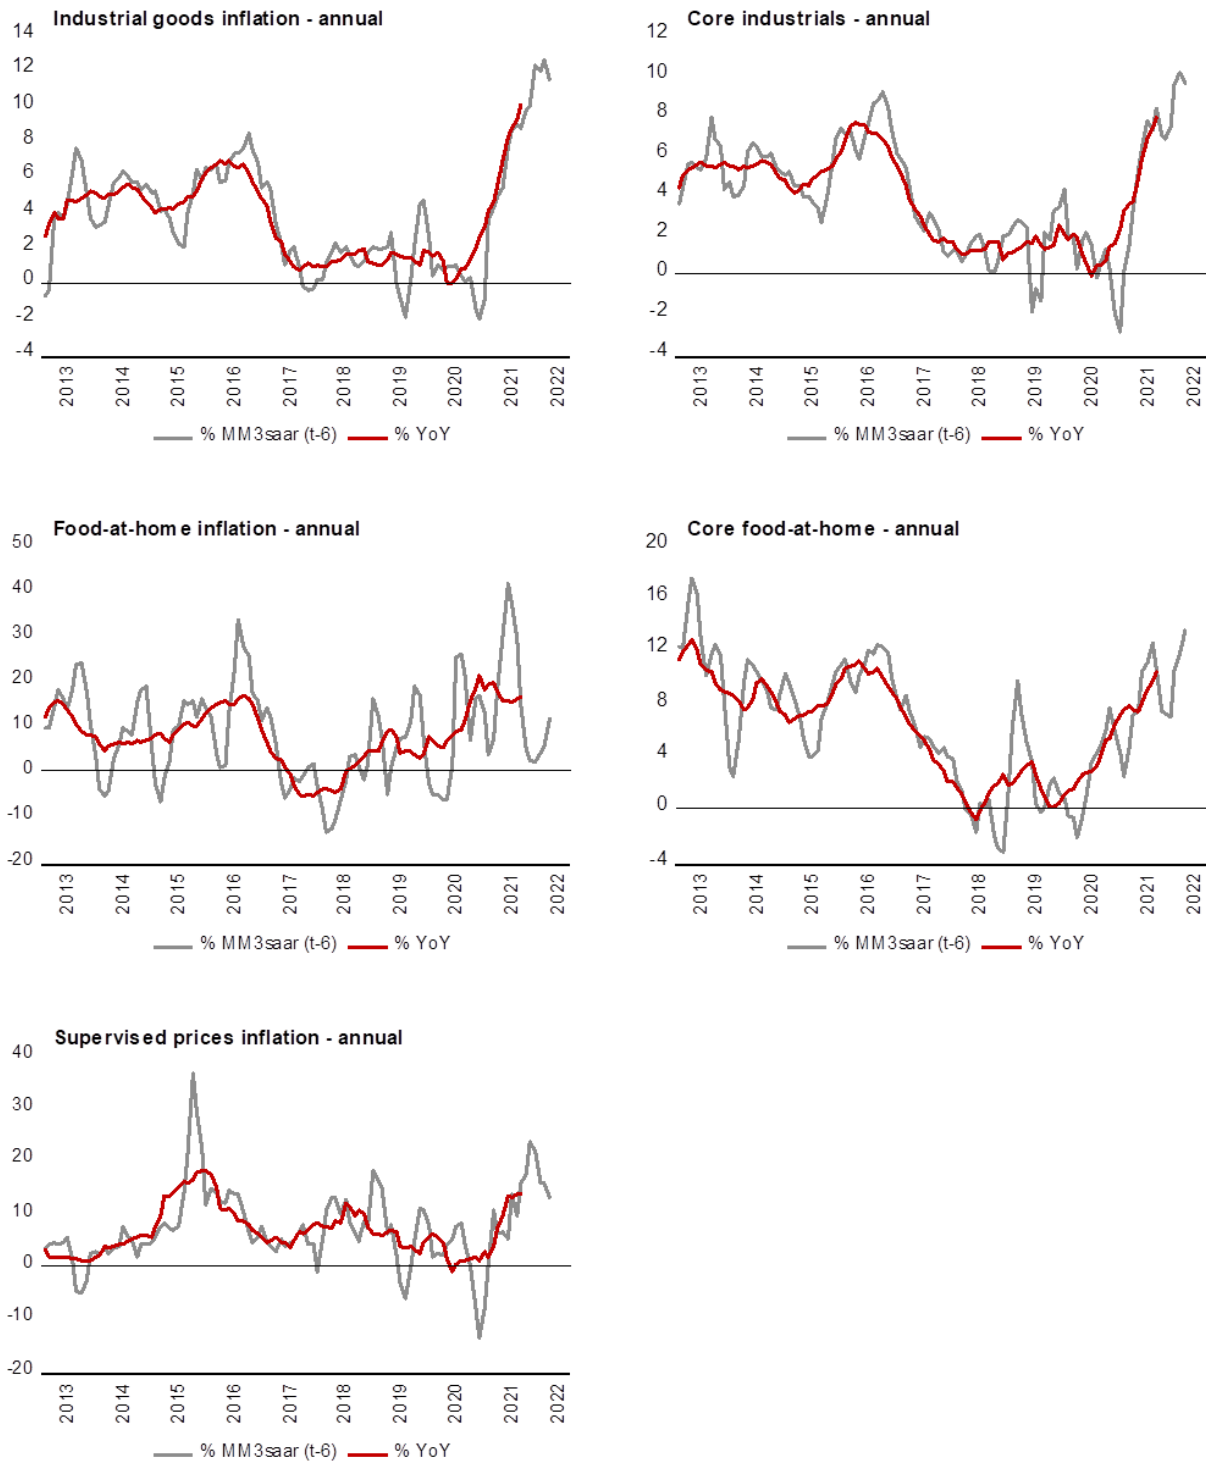 Industrial goods inflation - annual
14
12
10
8
6
4
2
0
-2
-4
2013 2014 2015 2016 2017 2018 2019 2020 2021 2022
% MM3saar (t-6) % YoY
Core industrials - annual
12
10
8
6
4
2
0
-2
-4
2013 2014 2015 2016 2017 2018 2019 2020 2021 2022
% MM3saar (t-6) % YoY
Food-at-home inflation - annual
50
40
30
20
10
0
-10
-20
2013 2014 2015 2016 2017 2018 2019 2020 2021 2022
% MM3saar (t-6) % YoY
Core food-at-home - annual
20
16
12
8
4
0
-4
2013 2014 2015 2016 2017 2018 2019 2020 2021 2022
% MM3saar (t-6) % YoY
Supervised prices inflation - annual
40
30
20
10
0
-10
-20
2013 2014 2015 2016 2017 2018 2019 2020 2021 2022
% MM3saar (t-6) % YoY